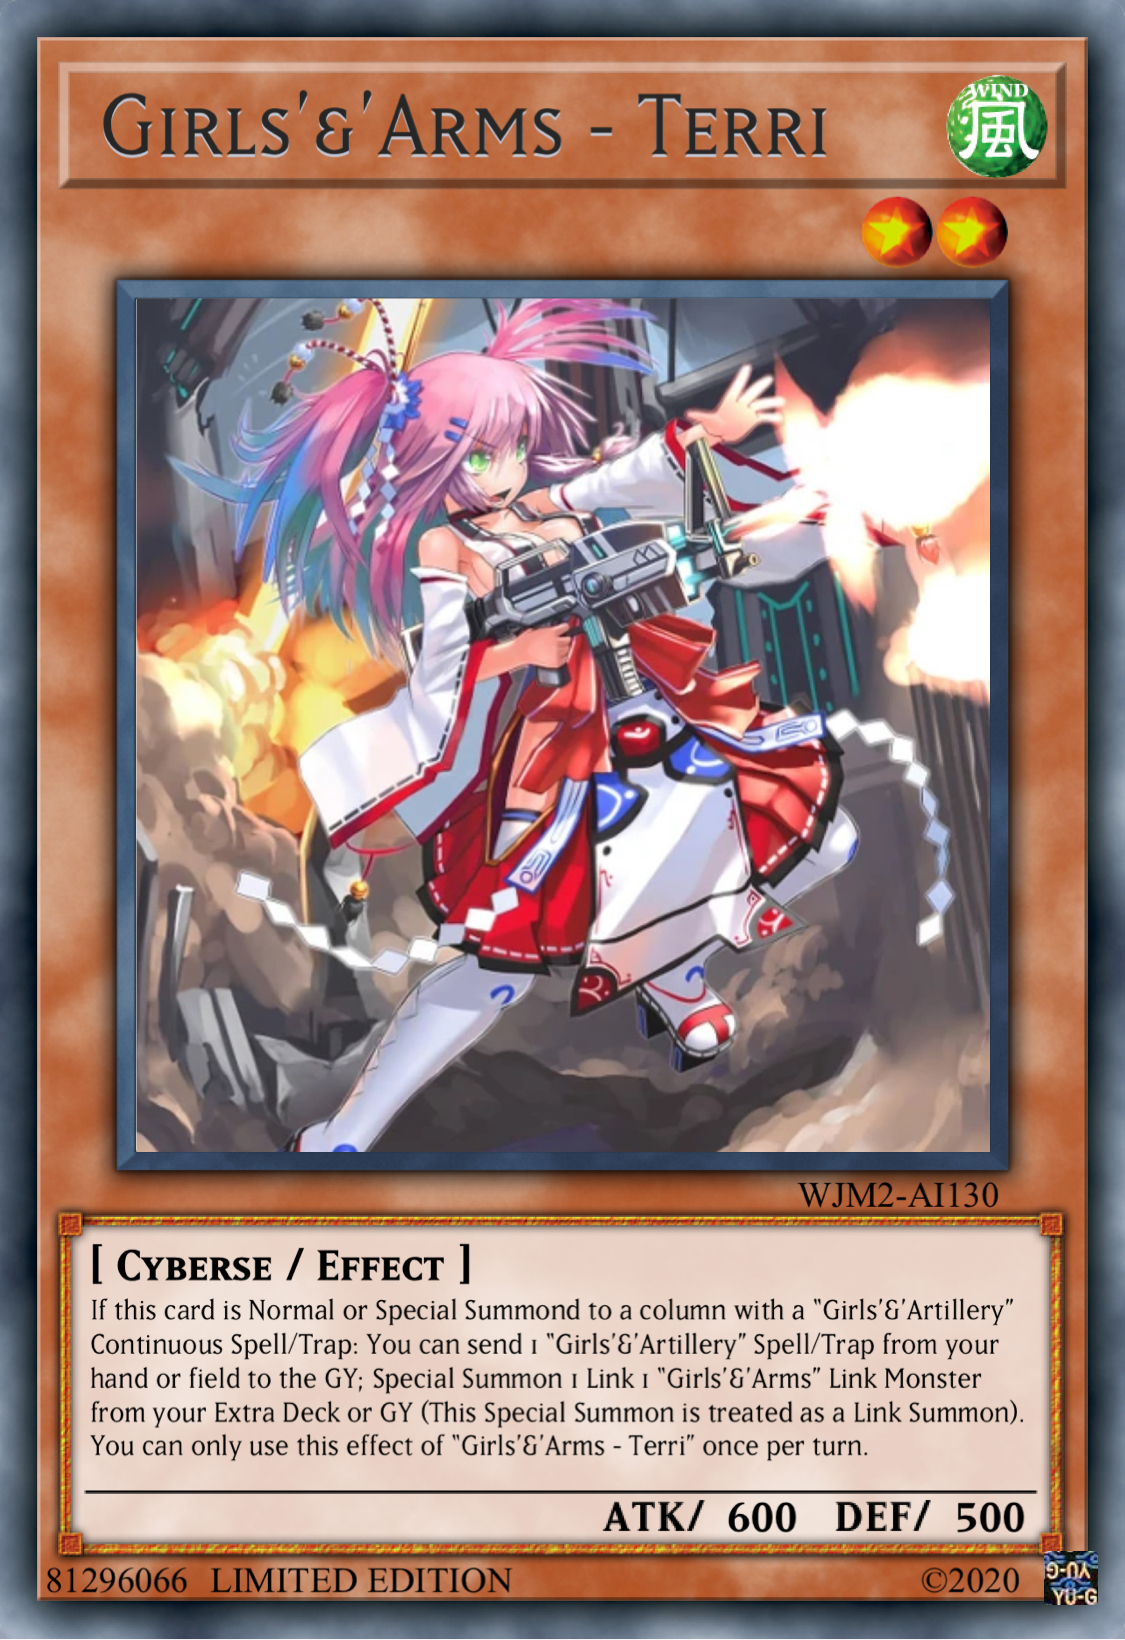 Girls'&'Arms - Terri
WIND
風
WJM2-AI130
[ Cyberse / Effect ]
If this card is Normal or Special Summond to a column with a "Girls'&'Artillery"
Continuous Spell/Trap: You can send 1 "Girls'&'Artillery" Spell/Trap from your
hand or field to the GY; Special Summon 1 Link 1 "Girls'&'Arms" Link Monster
from your Extra Deck or GY (This Special Summon is treated as a Link Summon).
You can only use this effect of "Girls'&'Arms - Terri" once per turn.
ATK/ 600 DEF/ 500
81296066 LIMITED EDITION
©2020